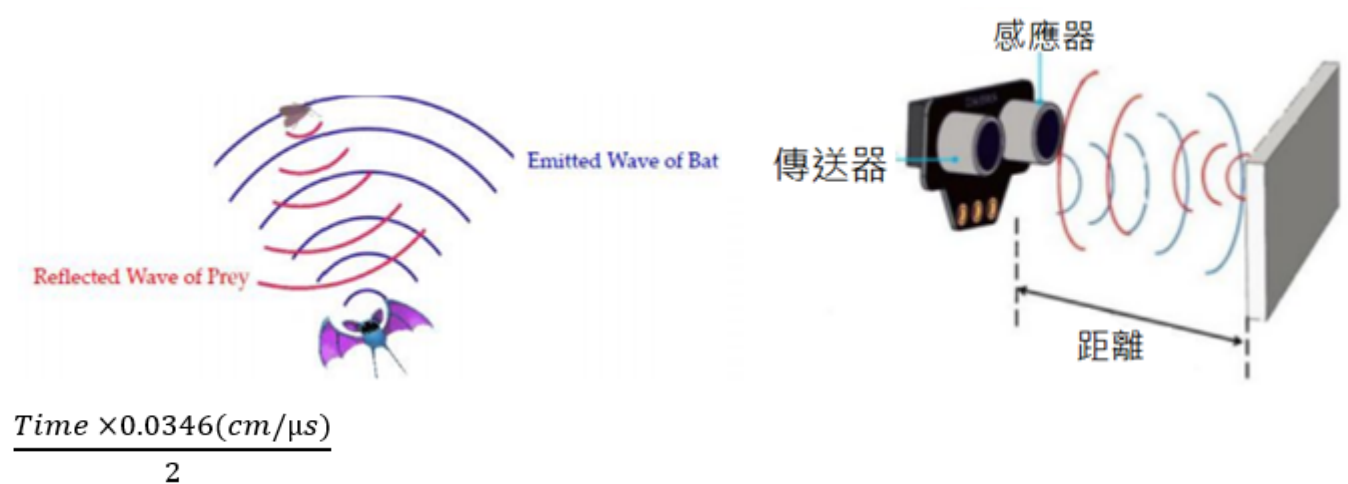 感應器
Emitted Wave of Bat
傳送器
Reflected Wave of Prey
距離
Time ×0.0346(cm/μs)
2